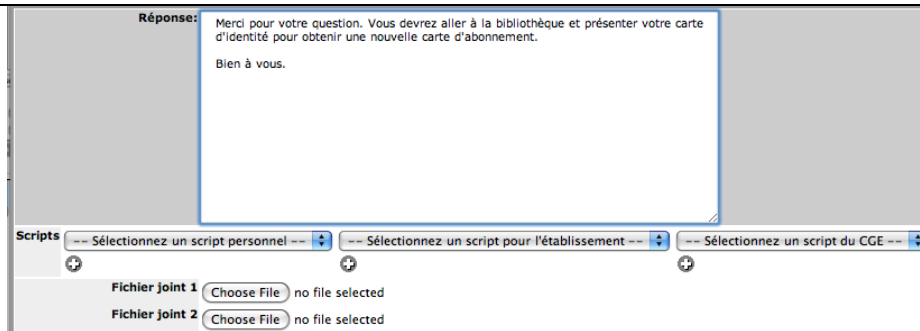 Réponse:
Merci pour votre question. Vous devrez aller à la bibliothèque et présenter votre carte
d'identité pour obtenir une nouvelle carte d'abonnement.
Bien à vous.
Scripts -- Sélectionnez un script personnel -- -- Sélectionnez un script pour l'établissement -- -- Sélectionnez un script du CGE --
Fichier joint 1 Choose File no file selected
Fichier joint 2 Choose File no file selected